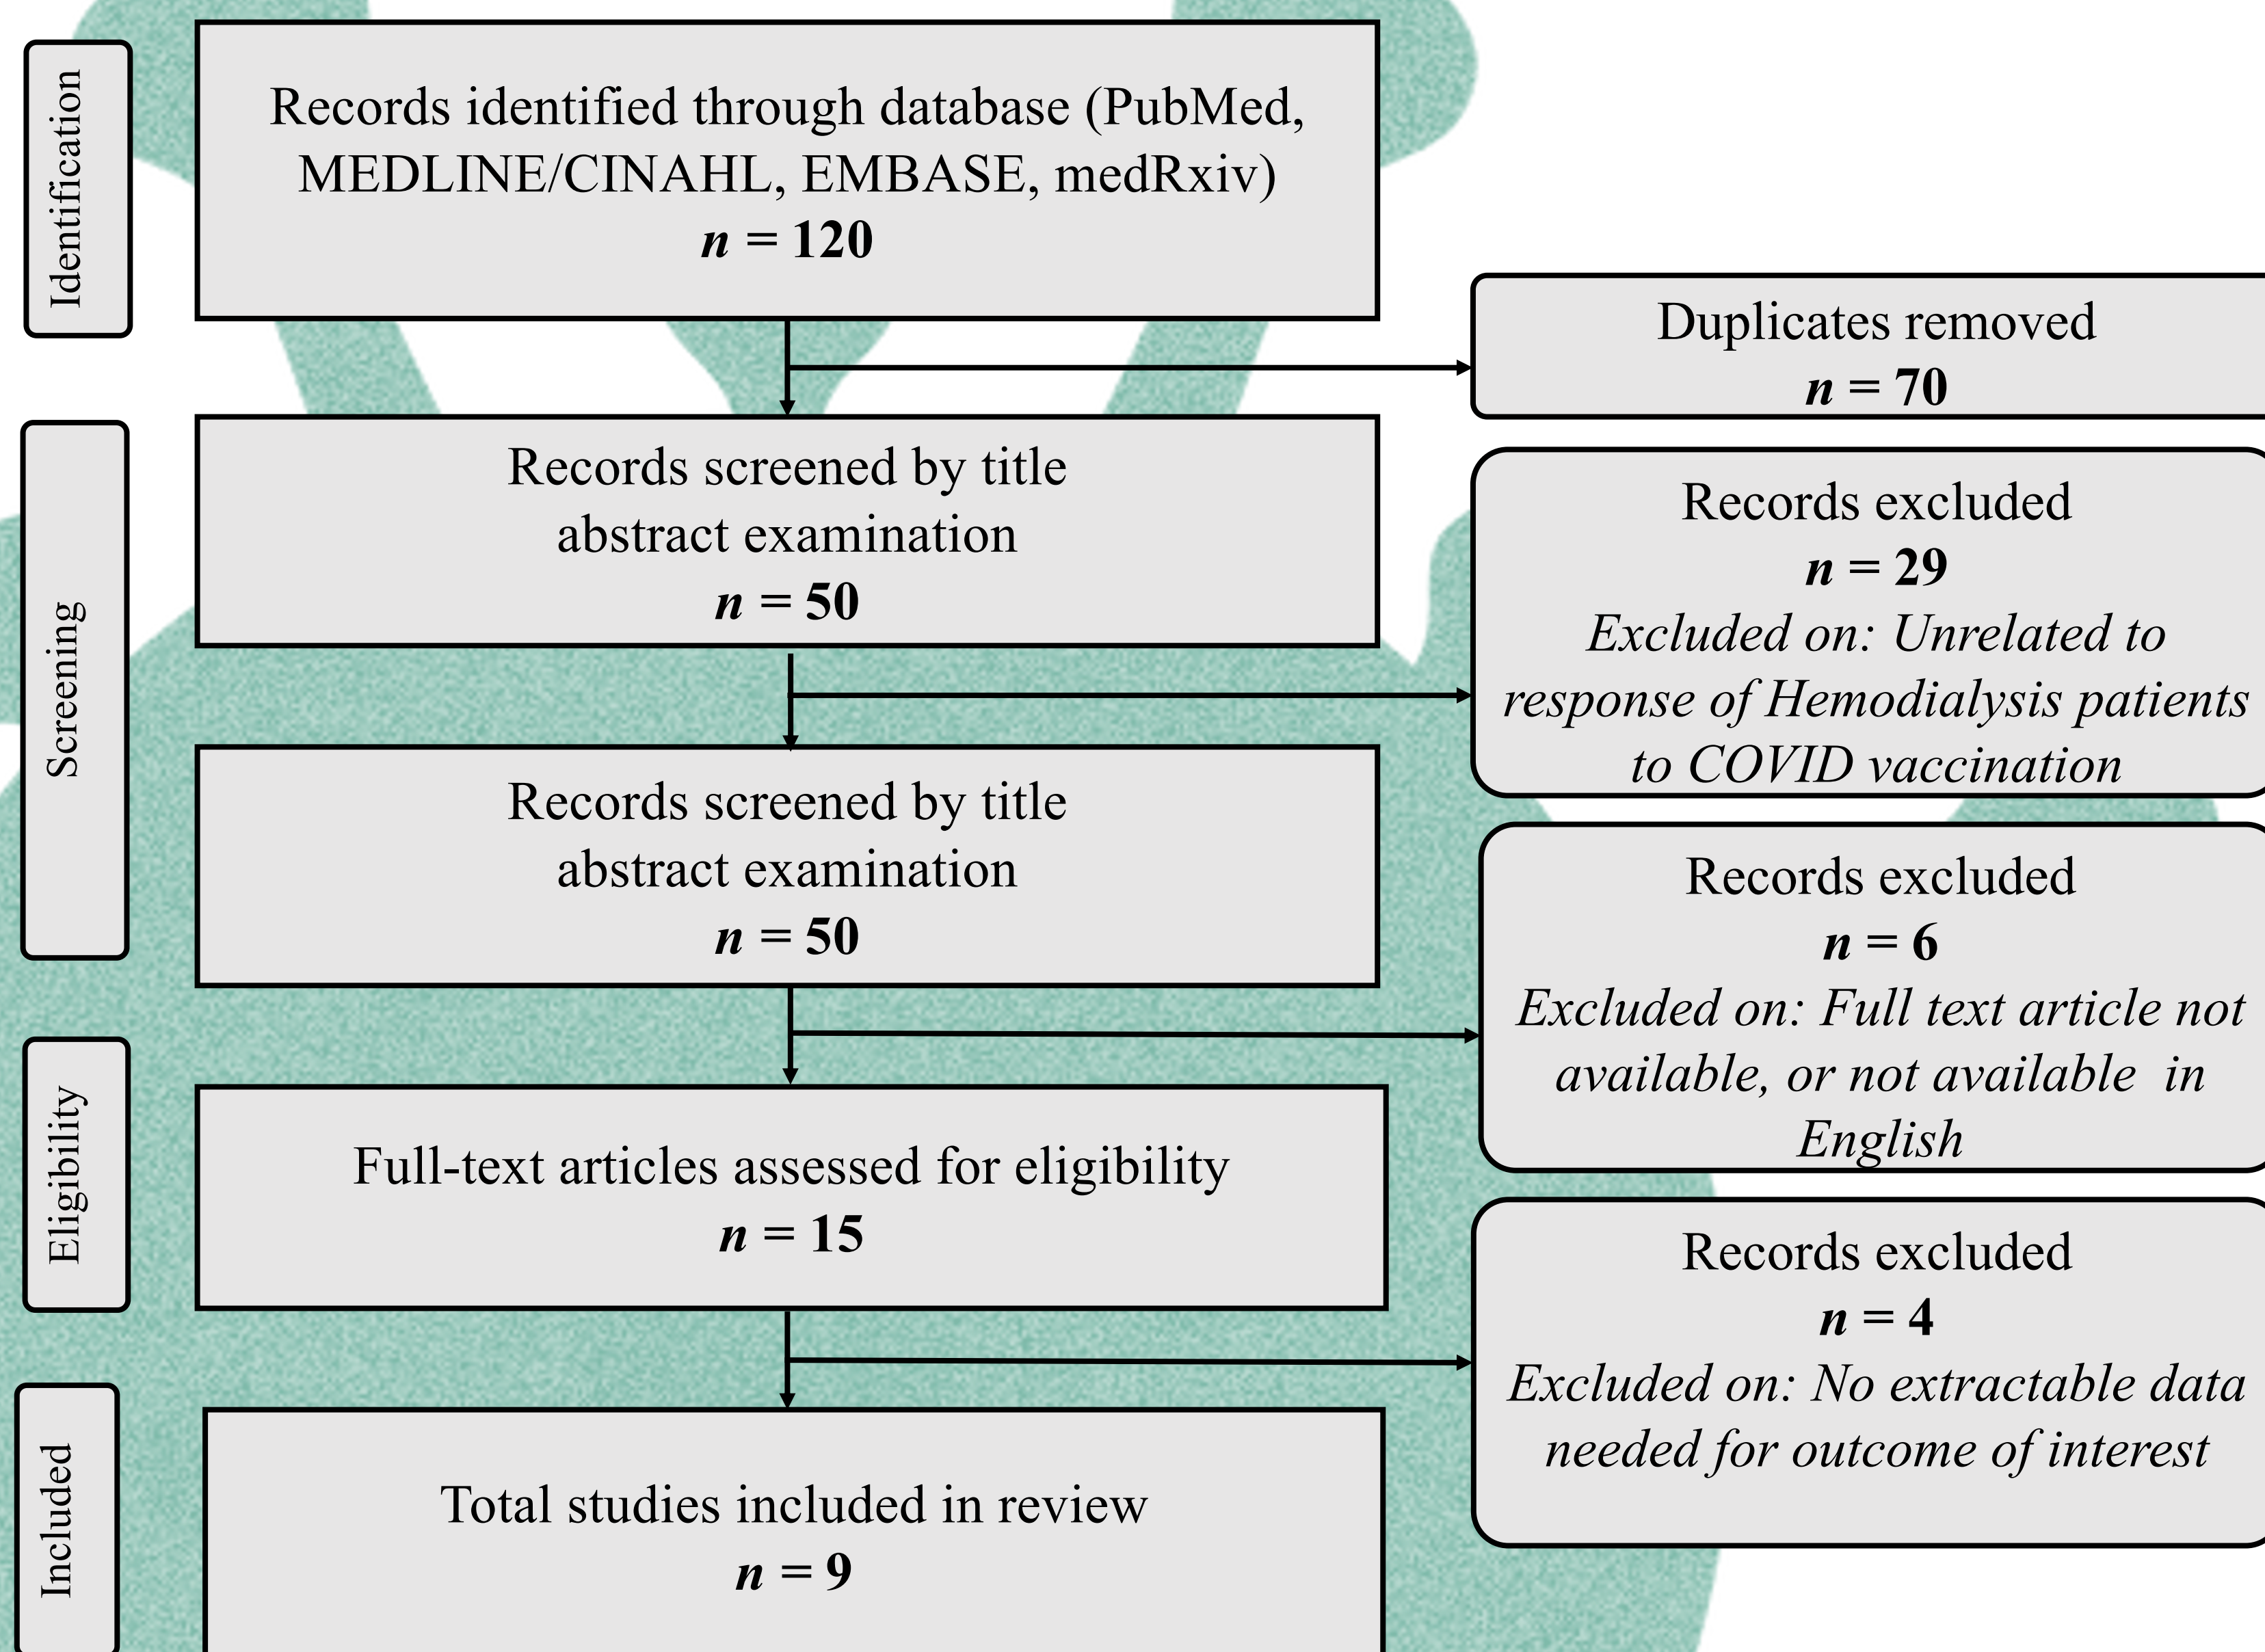 Identification
Records identified through database (PubMed,
MEDLINE/CINAHL, EMBASE, medRxiv)
n = 120
Duplicates removed
n = 70
Screening
Records screened by title
abstract examination
n = 50
Records excluded
n = 29
Excluded on: Unrelated to
response of Hemodialysis patients
to COVID vaccination
Records screened by title
abstract examination
n = 50
Records excluded
n = 6
Excluded on: Full text article not
available, or not available in
English
Eligibility
Full-text articles assessed for eligibility
n = 15
Records excluded
n = 4
Excluded on: No extractable data
needed for outcome of interest
Included
Total studies included in review
n = 9